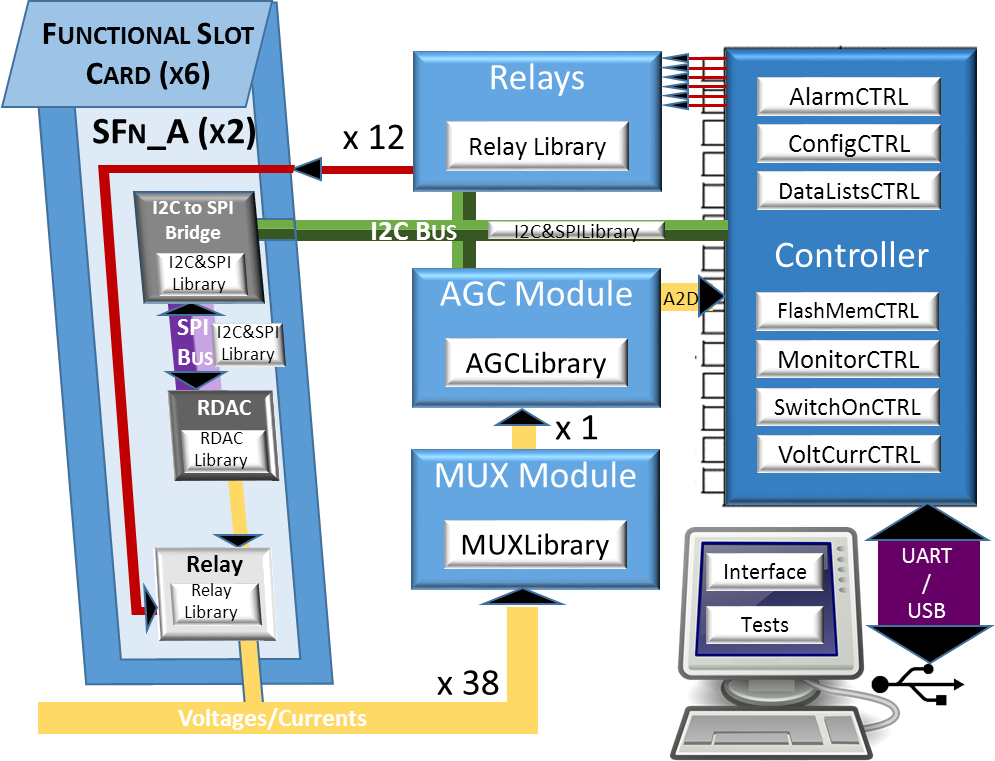 FUNCTIONAL SLOT
CARD (X6)
SFN_A (X2)
x 12
I2C to SPI
Bridge
I2C&SPI
Library
SPI
BUS
I2C&SPI
Library
RDAC
RDAC
Library
Relay
Relay
Library
Voltages/Currents
x 38
Relays
Relay Library
I2C BUS
I2C&SPILibrary
AGC Module
AGCLibrary
A2D
x 1
MUX Module
MUXLibrary
AlarmCTRL
ConfigCTRL
DataListsCTRL
Controller
FlashMemCTRL
MonitorCTRL
SwitchOnCTRL
VoltCurrCTRL
Interface
Tests
UART
/
USB